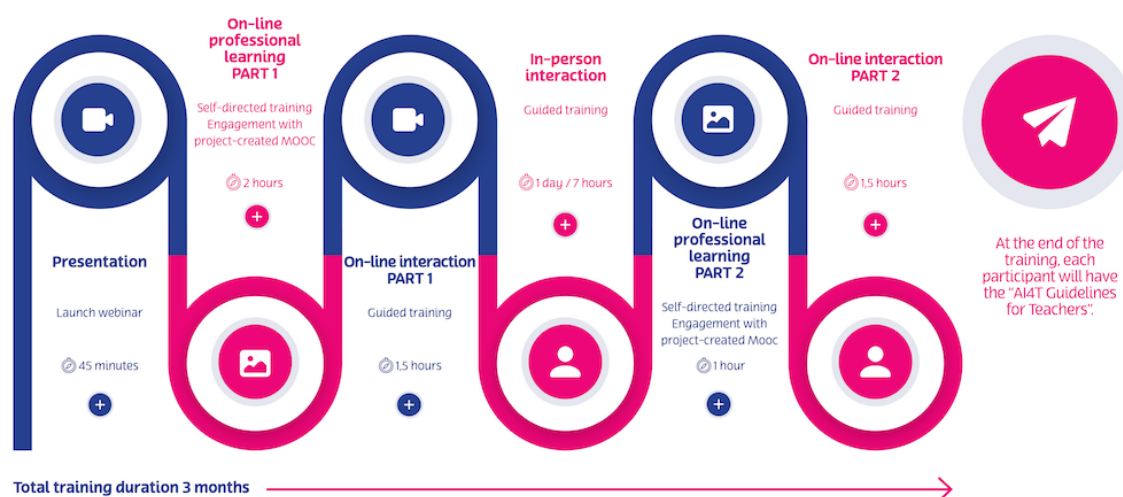 Presentation
Launch webinar
45 minutes
On-line
professional
learning
PART 1
Self-directed training
Engagement with
project-created MOOC
2 hours
On-line interaction
PART 1
Guided training
1,5 hours
In-person
interaction
Guided training
1 day / 7 hours
On-line
professional
learning
PART 2
Self-directed training
Engagement with
project-created Mooc
1 hour
On-line interaction
PART 2
Guided training
1,5 hours
At the end of the
training, each
participant will have
the "AI4T Guidelines
for Teachers".
Total training duration 3 months